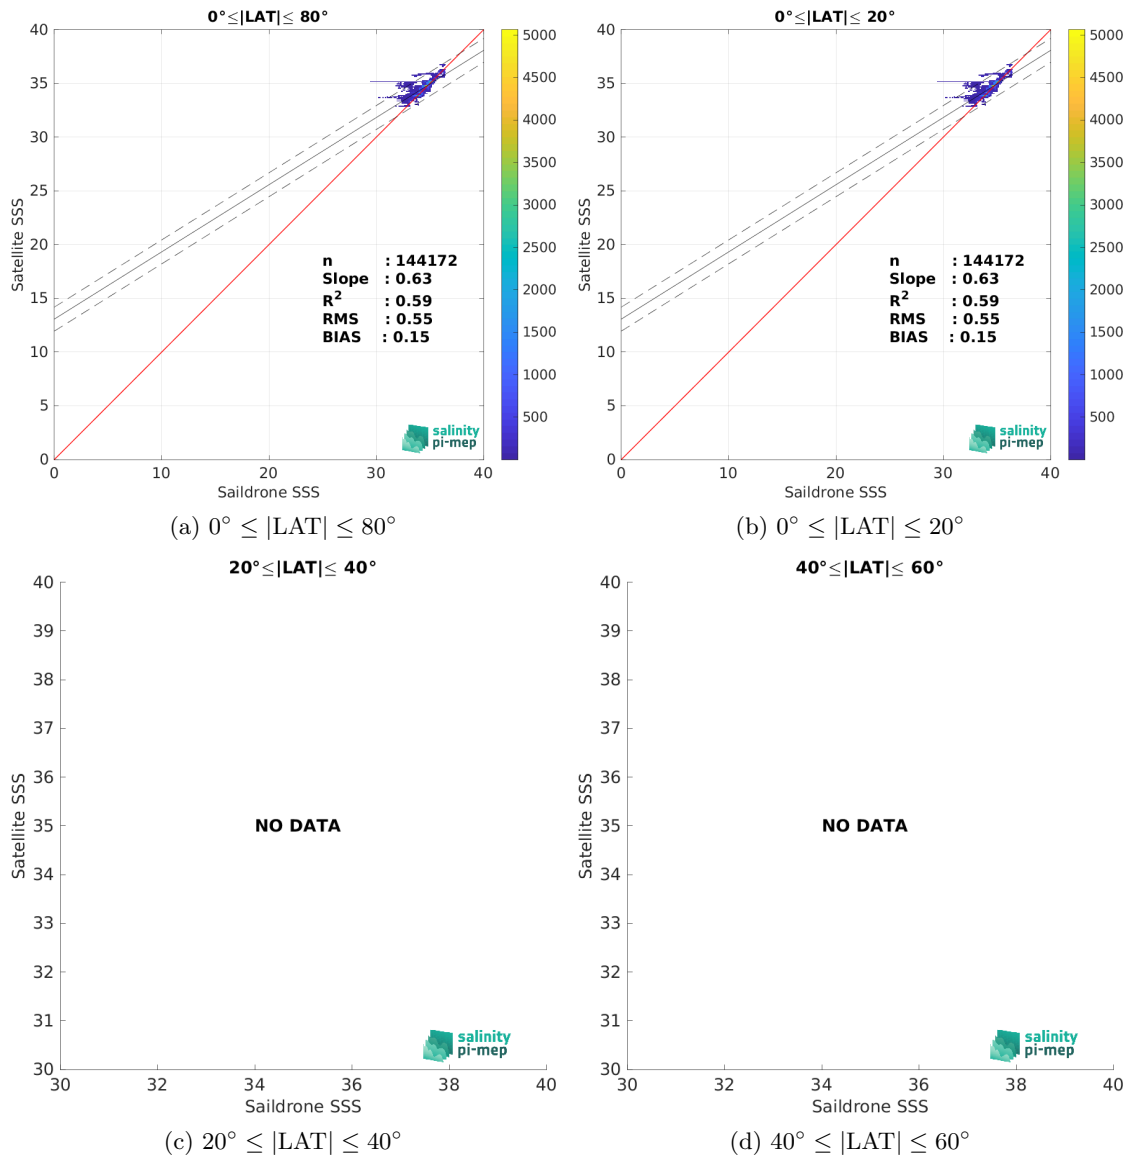 0°≤|LAT|≤ 80°
40
35
30
25
20
15
10
5
0
Satellite SSS
0
10
20
30
40
Saildrone SSS
5000
4500
4000
3500
3000
2500
2000
1500
1000
500
n : 144172
Slope : 0.63
R² : 0.59
RMS : 0.55
BIAS : 0.15
salinity
pi-mep
(a) 0° ≤ |LAT| ≤ 80°
0°≤|LAT|≤ 20°
40
35
30
25
20
15
10
5
0
Satellite SSS
0
10
20
30
40
Saildrone SSS
5000
4500
4000
3500
3000
2500
2000
1500
1000
500
n : 144172
Slope : 0.63
R² : 0.59
RMS : 0.55
BIAS : 0.15
salinity
pi-mep
(b) 0° ≤ |LAT| ≤ 20°
20°≤|LAT|≤ 40°
40
39
38
37
36
35
34
33
32
31
30
Satellite SSS
NO DATA
salinity
pi-mep
30
32
34
36
38
40
Saildrone SSS
(c) 20° ≤ |LAT| ≤ 40°
40°≤|LAT|≤ 60°
40
39
38
37
36
35
34
33
32
31
30
Satellite SSS
NO DATA
salinity
pi-mep
30
32
34
36
38
40
Saildrone SSS
(d) 40° ≤ |LAT| ≤ 60°